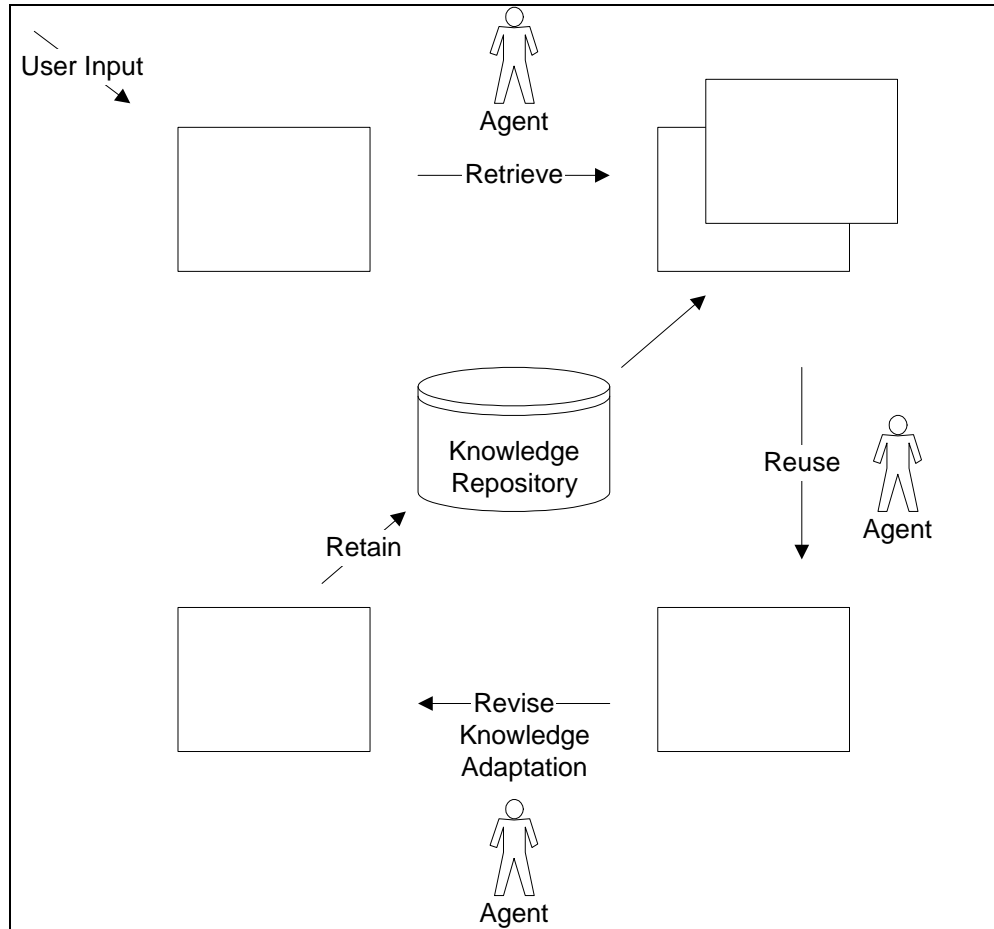 User Input
Agent
Retrieve
Knowledge
Repository
Reuse
Agent
Retain
Revise
Knowledge
Adaptation
Agent